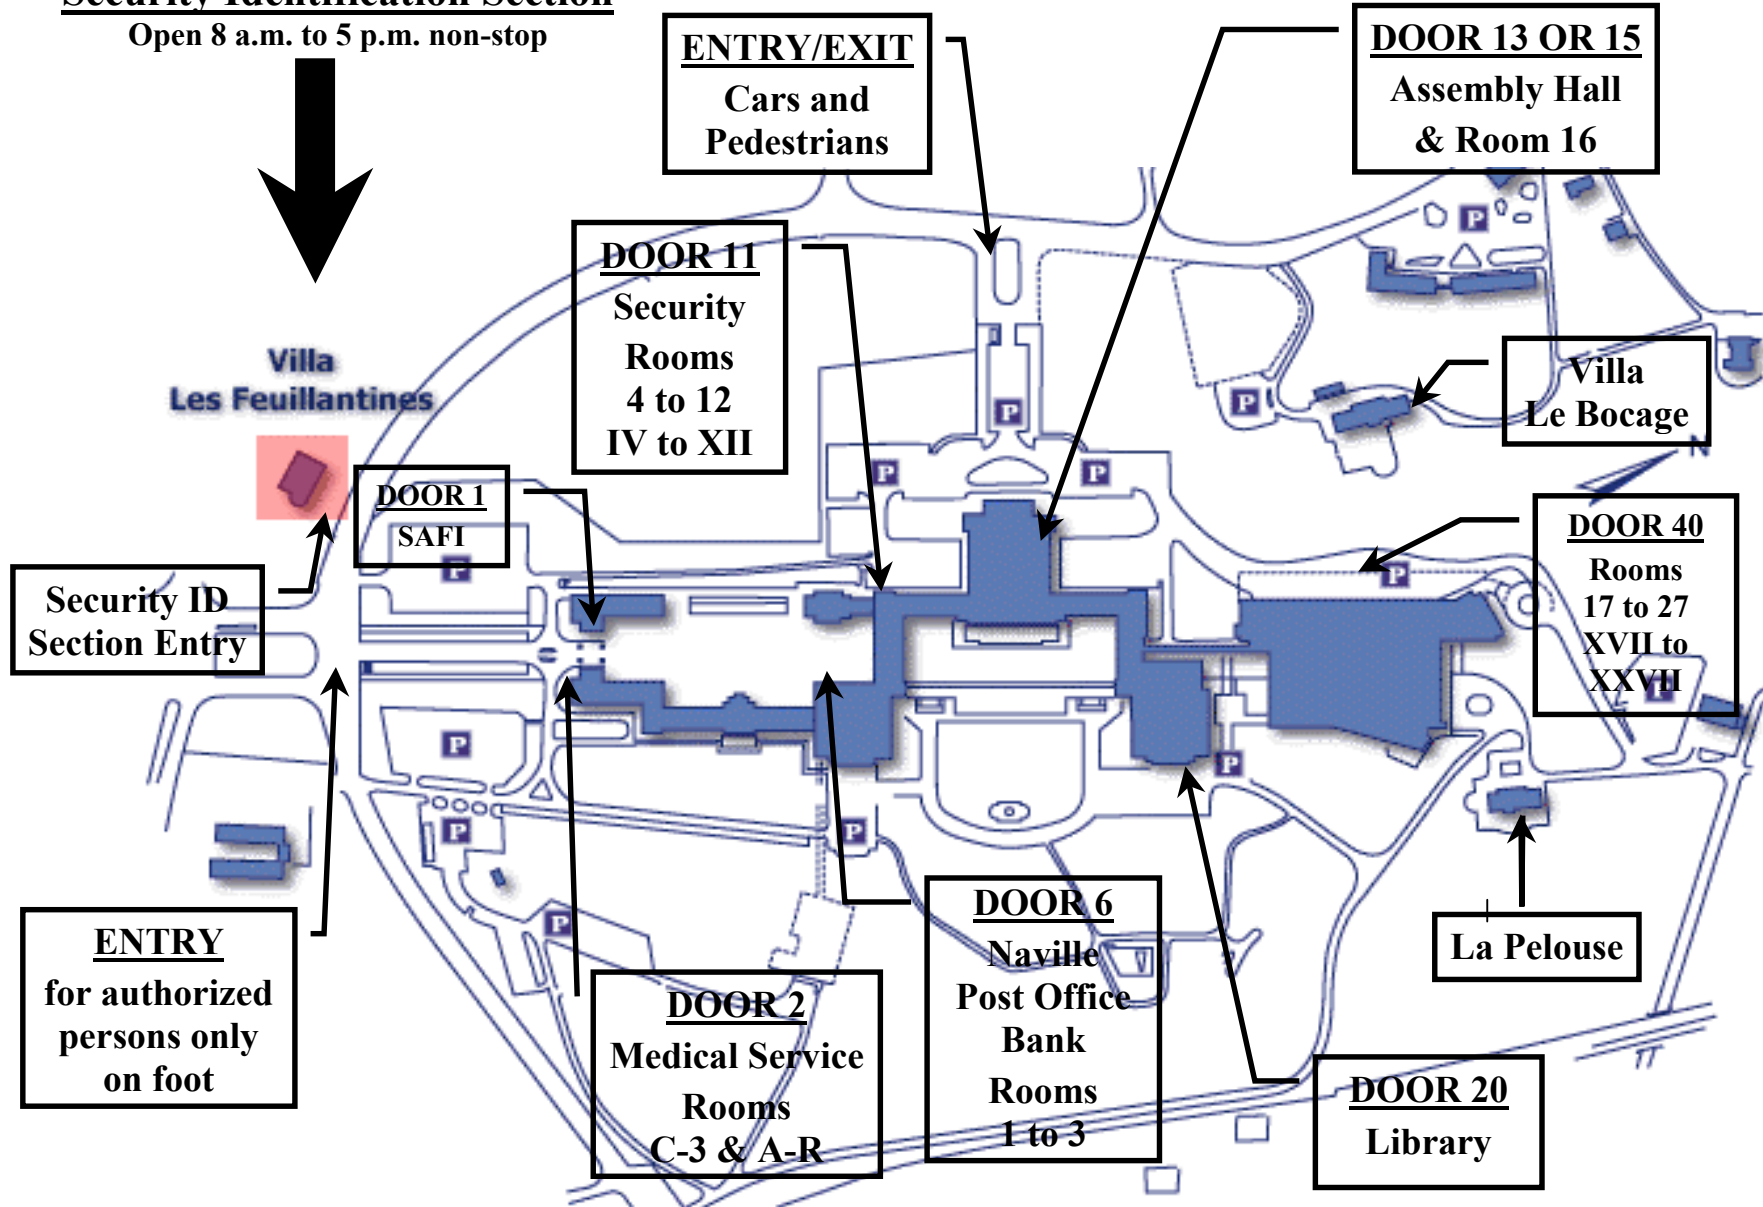 Security Identification Section
Open 8 a.m. to 5 p.m. non-stop
ENTRY/EXIT
Cars and
Pedestrians
DOOR 13 OR 15
Assembly Hall
& Room 16
DOOR 11
Security
Rooms
4 to 12
IV to XII
Villa
Les Feuillantines
Villa
Le Bocage
N
DOOR 1
SAFI
DOOR 40
Rooms
17 to 27
XVII to
XXVII
Security ID
Section Entry
P
P
P
P
P
P
P
P
P
P
P
P
P
ENTRY
for authorized
persons only
on foot
DOOR 2
Medical Service
Rooms
C-3 & A-R
DOOR 6
Naville
Post Office
Bank
Rooms
1 to 3
La Pelouse
DOOR 20
Library